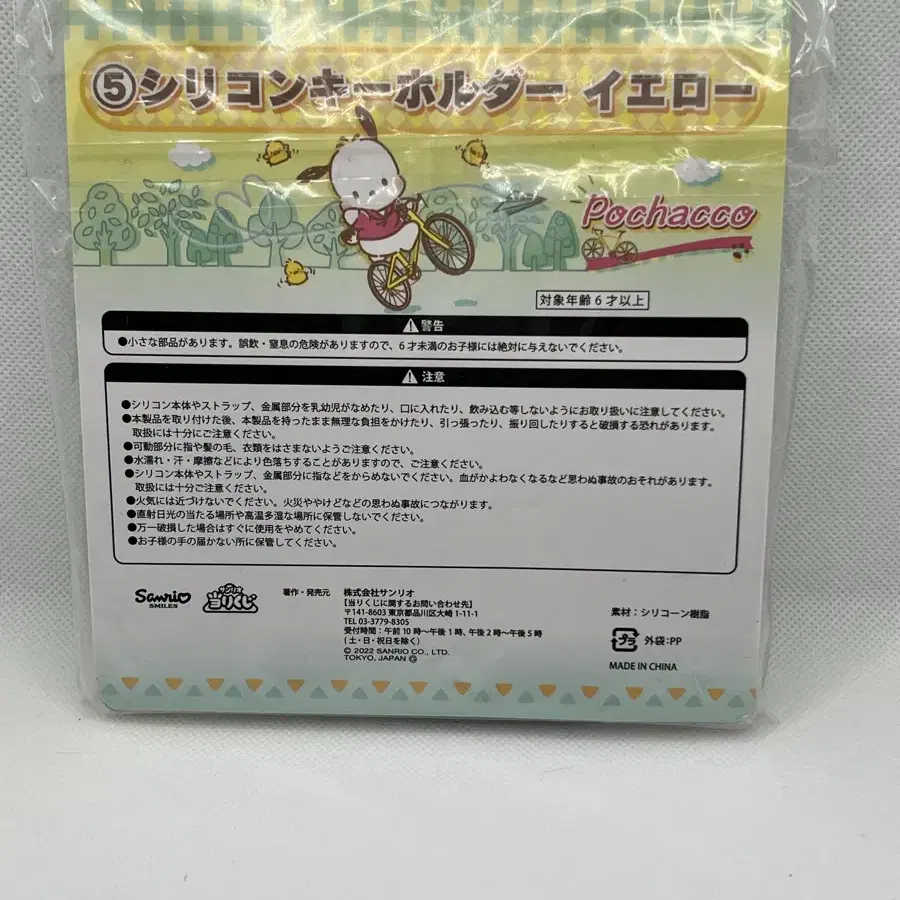 ⑤シリコンキーホルダー イエロー
Pochacco
対象年齢6才以上
警告
●小さな部品があります。誤飲・窒息の危険がありますので、6才未満のお子様には絶対に与えないでください。
注意
●シリコン本体やストラップ、金属部分を乳幼児がなめたり、口に入れたり、飲み込む等しないようにお取り扱いに注意してください。
●本製品を取り付けた後、本製品を持ったまま無理な負担をかけたり、引っ張ったり、振り回したりすると破損する恐れがあります。
取扱には十分にご注意ください。
●可動部分に指や髪の毛、衣類をはさまないようご注意ください。
●水濡れ・汗・摩擦などにより色落ちすることがありますので、ご注意ください。
●シリコン本体やストラップ、金属部分に指などをからめないでください。血がかよわなくなるなど思わぬ事故のおそれがあります。
取扱には十分ご注意ください。
●火気には近づけないでください。火災ややけどなどの思わぬ事故につながります。
●直射日光の当たる場所や高温多湿な場所に保管しないでください。
●万一破損した場合はすぐに使用をやめてください。
●お子様の手の届かない所に保管してください。
Sanrio
SMILES
サンリオ
当りくじ
著作・発売元
株式会社サンリオ
【当りくじに関するお問い合わせ先】
〒141-8603 東京都品川区大崎 1-11-1
TEL 03-3779-8305
受付時間:午前10時~午後1時、午後2時~午後5時
(土・日・祝日を除く)
© 2022 SANRIO CO., LTD.
TOKYO, JAPAN Ⓖ
素材:シリコーン樹脂
プラ
外袋:PP
MADE IN CHINA